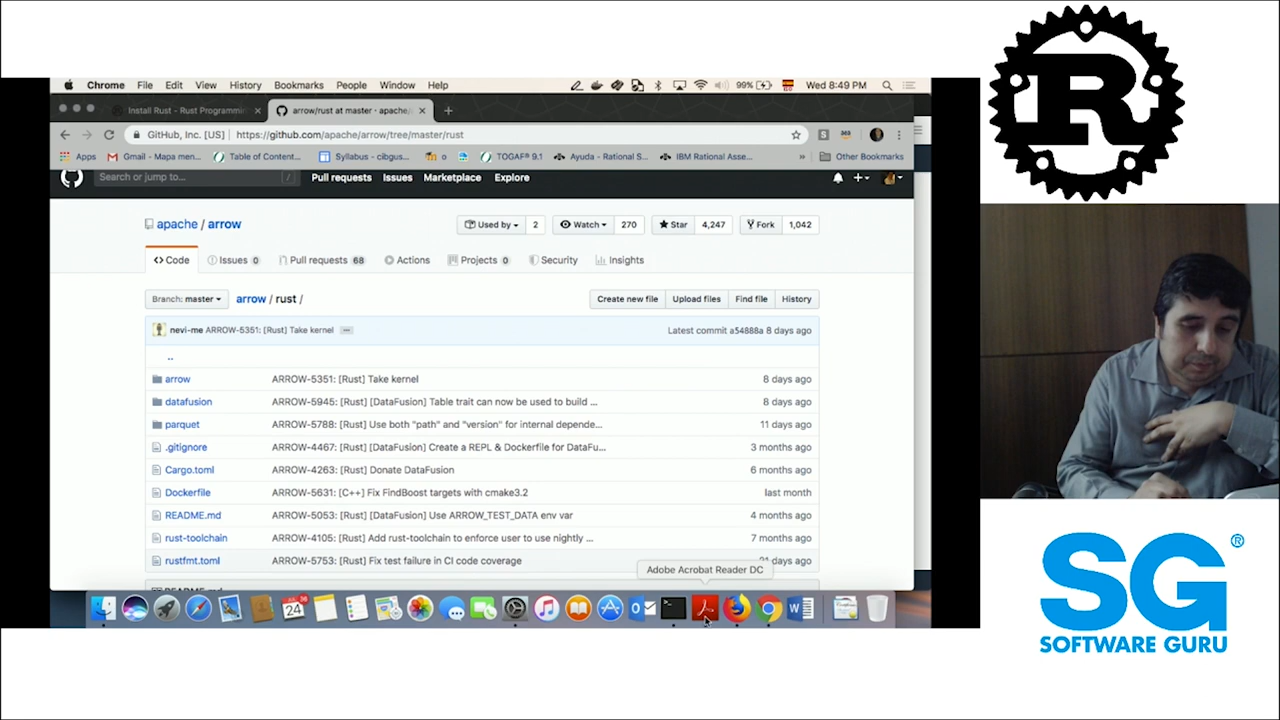 Chrome File Edit View History Bookmarks People Window Help 99% Wed 8:49 PM
Install Rust - Rust Programmi arrow/rust at master · apache/
GitHub, Inc. [US] | https://github.com/apache/arrow/tree/master/rust
Apps Gmail - Mapa men... Table of Content... Syllabus - cibgus... o TOGAF® 9.1 Ayuda - Rational S... IBM Rational Asse... » Other Bookmarks
Search or jump to... / Pull requests Issues Marketplace Explore
apache / arrow Used by 2 Watch 270 Star 4,247 Fork 1,042
Code Issues 0 Pull requests 68 Actions Projects 0 Security Insights
Branch: master arrow / rust / Create new file Upload files Find file History
nevi-me ARROW-5351: [Rust] Take kernel ... Latest commit a54888a 8 days ago
..
arrow ARROW-5351: [Rust] Take kernel 8 days ago
datafusion ARROW-5945: [Rust] [DataFusion] Table trait can now be used to build ... 8 days ago
parquet ARROW-5788: [Rust] Use both "path" and "version" for internal depende... 11 days ago
.gitignore ARROW-4467: [Rust] [DataFusion] Create a REPL & Dockerfile for DataFu... 3 months ago
Cargo.toml ARROW-4263: [Rust] Donate DataFusion 6 months ago
Dockerfile ARROW-5631: [C++] Fix FindBoost targets with cmake3.2 last month
README.md ARROW-5053: [Rust] [DataFusion] Use ARROW_TEST_DATA env var 4 months ago
rust-toolchain ARROW-4105: [Rust] Add rust-toolchain to enforce user to use nightly ... 7 months ago
rustfmt.toml ARROW-5753: [Rust] Fix test failure in CI code coverage days ago
Adobe Acrobat Reader DC
README.md
24
R
SG®
SOFTWARE GURU